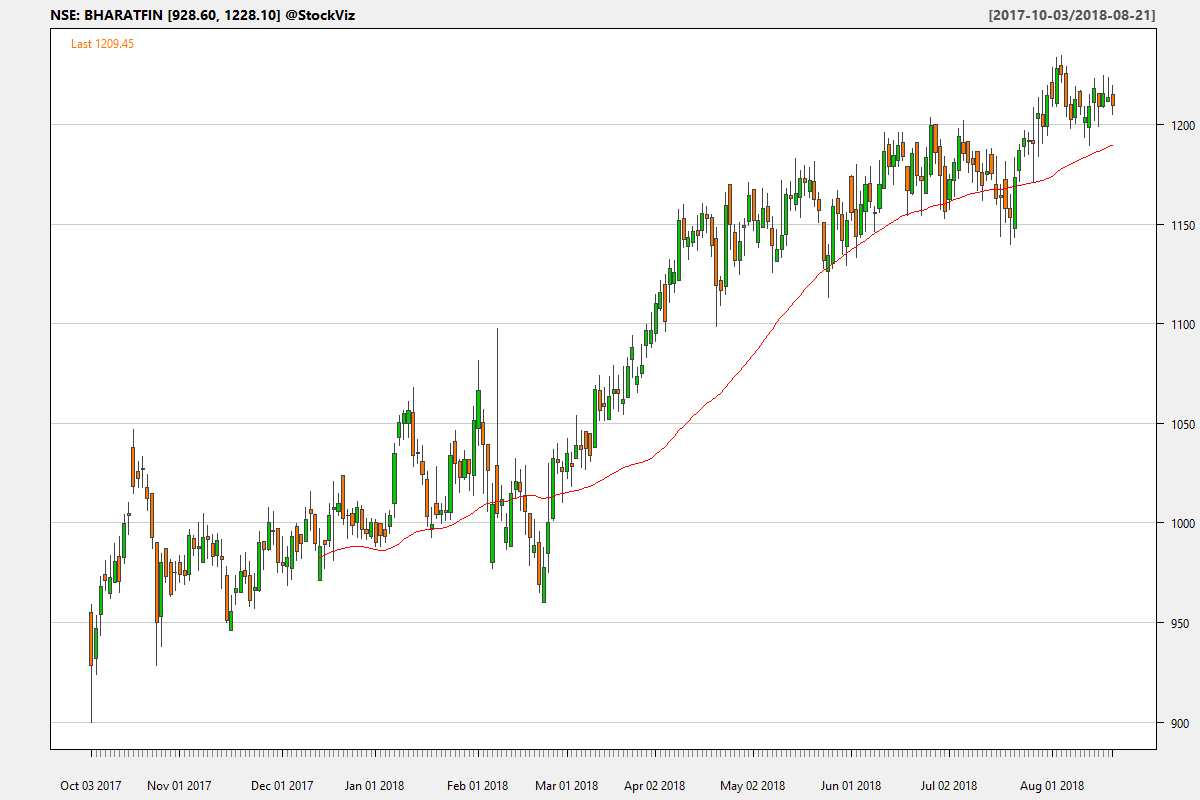 NSE: BHARATFIN [928.60, 1228.10] @StockViz [2017-10-03/2018-08-21]
Last 1209.45
1200
1150
1100
1050
1000
950
900
Oct 03 2017 Nov 01 2017 Dec 01 2017 Jan 01 2018 Feb 01 2018 Mar 01 2018 Apr 02 2018 May 02 2018 Jun 01 2018 Jul 02 2018 Aug 01 2018